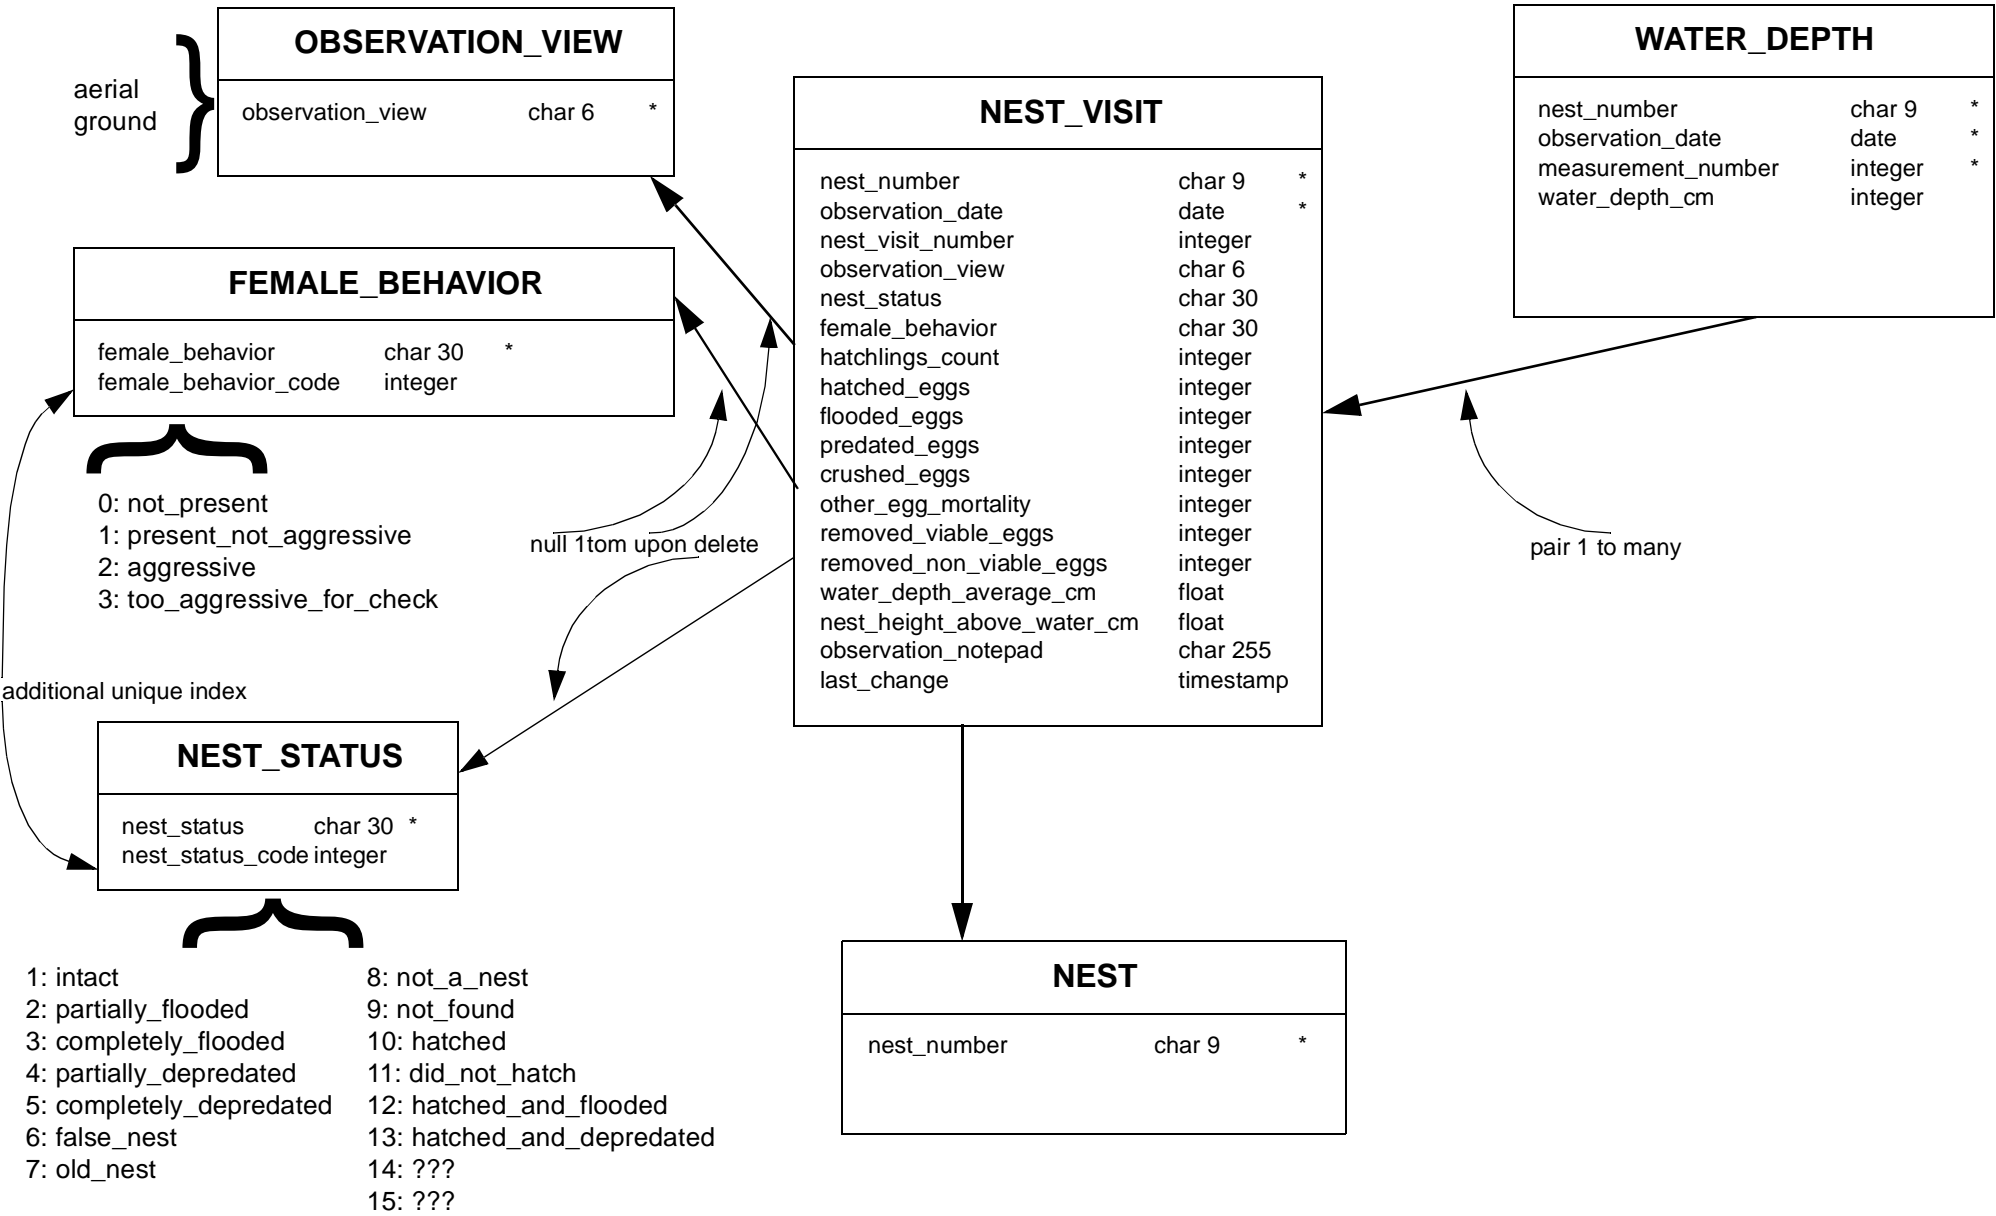 OBSERVATION_VIEW
aerial
ground
observation_view char 6 *
WATER_DEPTH
nest_number char 9 *
observation_date date *
measurement_number integer *
water_depth_cm integer
NEST_VISIT
nest_number char 9 *
observation_date date *
nest_visit_number integer
observation_view char 6
nest_status char 30
female_behavior char 30
hatchlings_count integer
hatched_eggs integer
flooded_eggs integer
predated_eggs integer
crushed_eggs integer
other_egg_mortality integer
removed_viable_eggs integer
removed_non_viable_eggs integer
water_depth_average_cm float
nest_height_above_water_cm float
observation_notepad char 255
last_change timestamp
FEMALE_BEHAVIOR
female_behavior char 30 *
female_behavior_code integer
0: not_present
1: present_not_aggressive
2: aggressive
3: too_aggressive_for_check
null 1tom upon delete
pair 1 to many
additional unique index
NEST_STATUS
nest_status char 30 *
nest_status_code integer
1: intact
2: partially_flooded
3: completely_flooded
4: partially_depredated
5: completely_depredated
6: false_nest
7: old_nest
8: not_a_nest
9: not_found
10: hatched
11: did_not_hatch
12: hatched_and_flooded
13: hatched_and_depredated
14: ???
15: ???
NEST
nest_number char 9 *